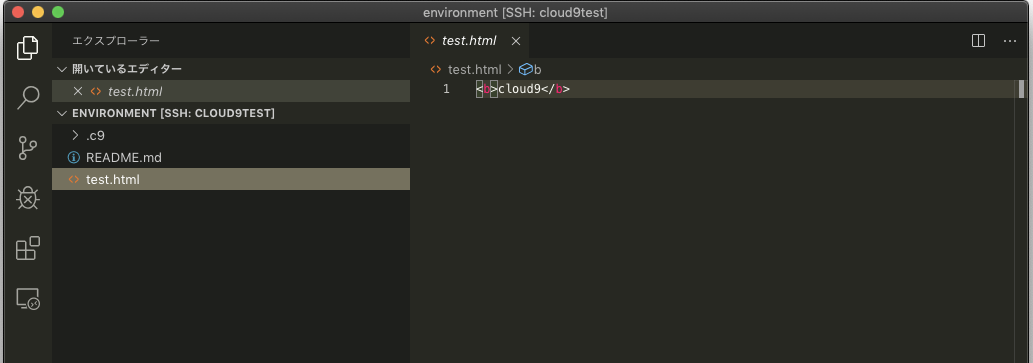 environment [SSH: cloud9test]
エクスプローラー
開いているエディター
test.html
ENVIRONMENT [SSH: CLOUD9TEST]
.c9
README.md
test.html
test.html
test.html > b
1 <b>cloud9</b>